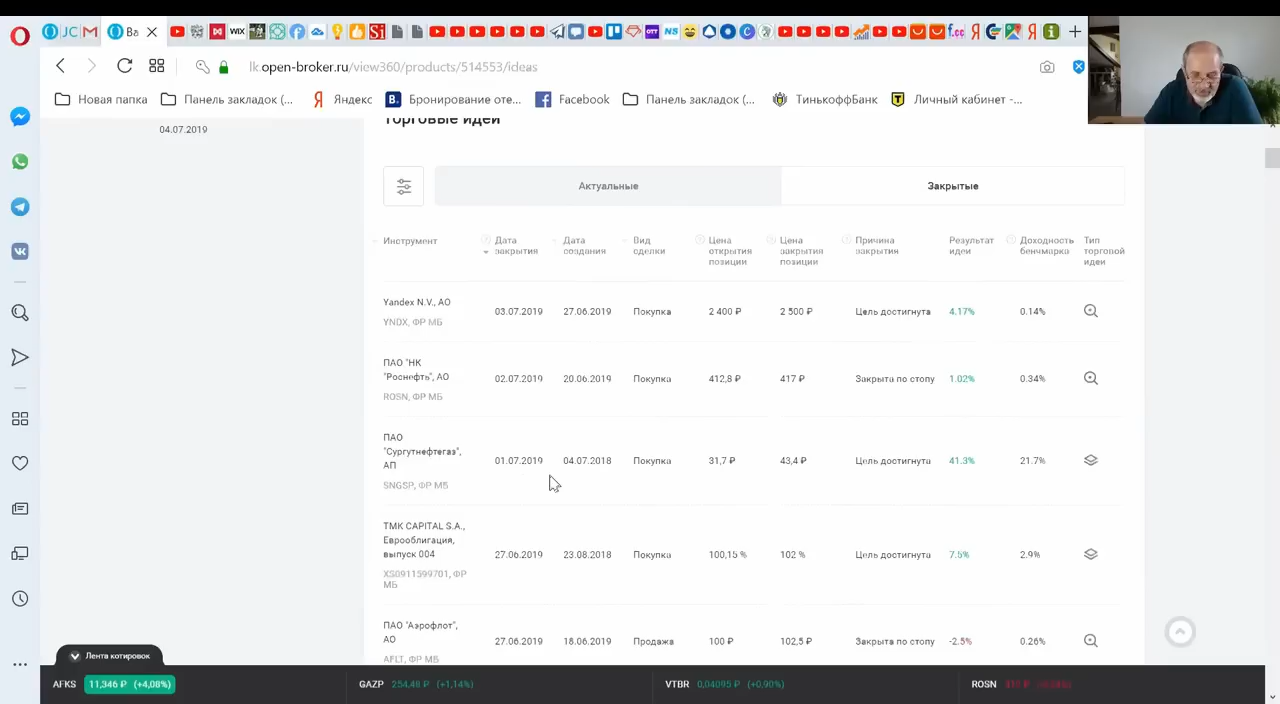 JC
Ba
WIX
Si
OTT
NS
f.cc
lk.open-broker.ru/view360/products/514553/ideas
Новая папка
Панель закладок (...
Яндекс
Бронирование оте...
Facebook
Панель закладок (...
ТинькоффБанк
Личный кабинет -...
04.07.2019
Торговые идеи
Актуальные
Закрытые
Инструмент
Дата закрытия
Дата создания
Вид сделки
Цена открытия позиции
Цена закрытия позиции
Причина закрытия
Результат идеи
Доходность бенчмарка
Тип торговой идеи
Yandex N.V., АО
YNDX, ФР МБ
03.07.2019 27.06.2019 Покупка 2 400 ₽ 2 500 ₽ Цель достигнута 4.17% 0.14%
ПАО "НК
"Роснефть", АО
ROSN, ФР МБ
02.07.2019 20.06.2019 Покупка 412,8 ₽ 417 ₽ Закрыта по стопу 1.02% 0.34%
ПАО
"Сургутнефтегаз",
АП
SNGSP, ФР МБ
01.07.2019 04.07.2018 Покупка 31,7 ₽ 43,4 ₽ Цель достигнута 41.3% 21.7%
TMK CAPITAL S.A.,
Еврооблигация,
выпуск 004
XS0911599701, ФР
МБ
27.06.2019 23.08.2018 Покупка 100,15 % 102 % Цель достигнута 7.5% 2.9%
ПАО "Аэрофлот",
АО
AFLT, ФР МБ
27.06.2019 18.06.2019 Продажа 100 ₽ 102,5 ₽ Закрыта по стопу -2.5% 0.26%
Лента котировок
AFKS 11,346 ₽ (+4,08%)
GAZP 254,48 ₽ (+1,14%)
VTBR 0,04095 ₽ (+0,90%)
ROSN